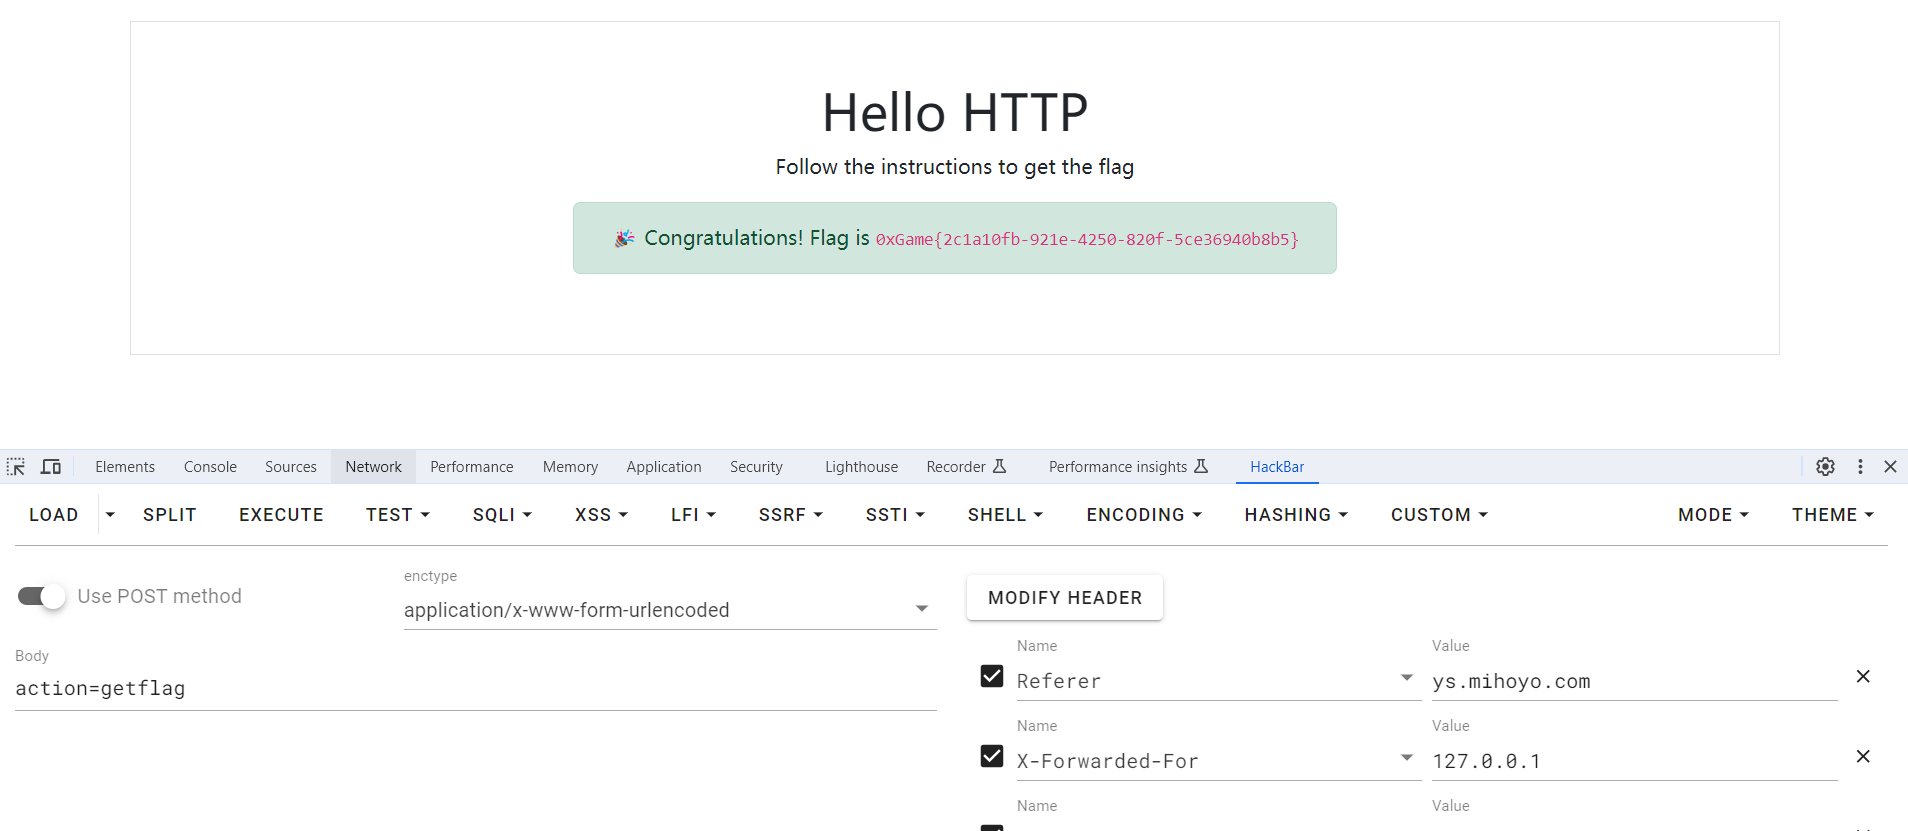 Hello HTTP
Follow the instructions to get the flag
🎉 Congratulations! Flag is 0xGame{2c1a10fb-921e-4250-820f-5ce36940b8b5}
Elements Console Sources Network Performance Memory Application Security Lighthouse Recorder Performance insights HackBar
LOAD SPLIT EXECUTE TEST SQLI XSS LFI SSRF SSTI SHELL ENCODING HASHING CUSTOM MODE THEME
Use POST method
enctype
application/x-www-form-urlencoded
Body
action=getflag
MODIFY HEADER
Name Value
Referer ys.mihoyo.com
Name Value
X-Forwarded-For 127.0.0.1
Name Value